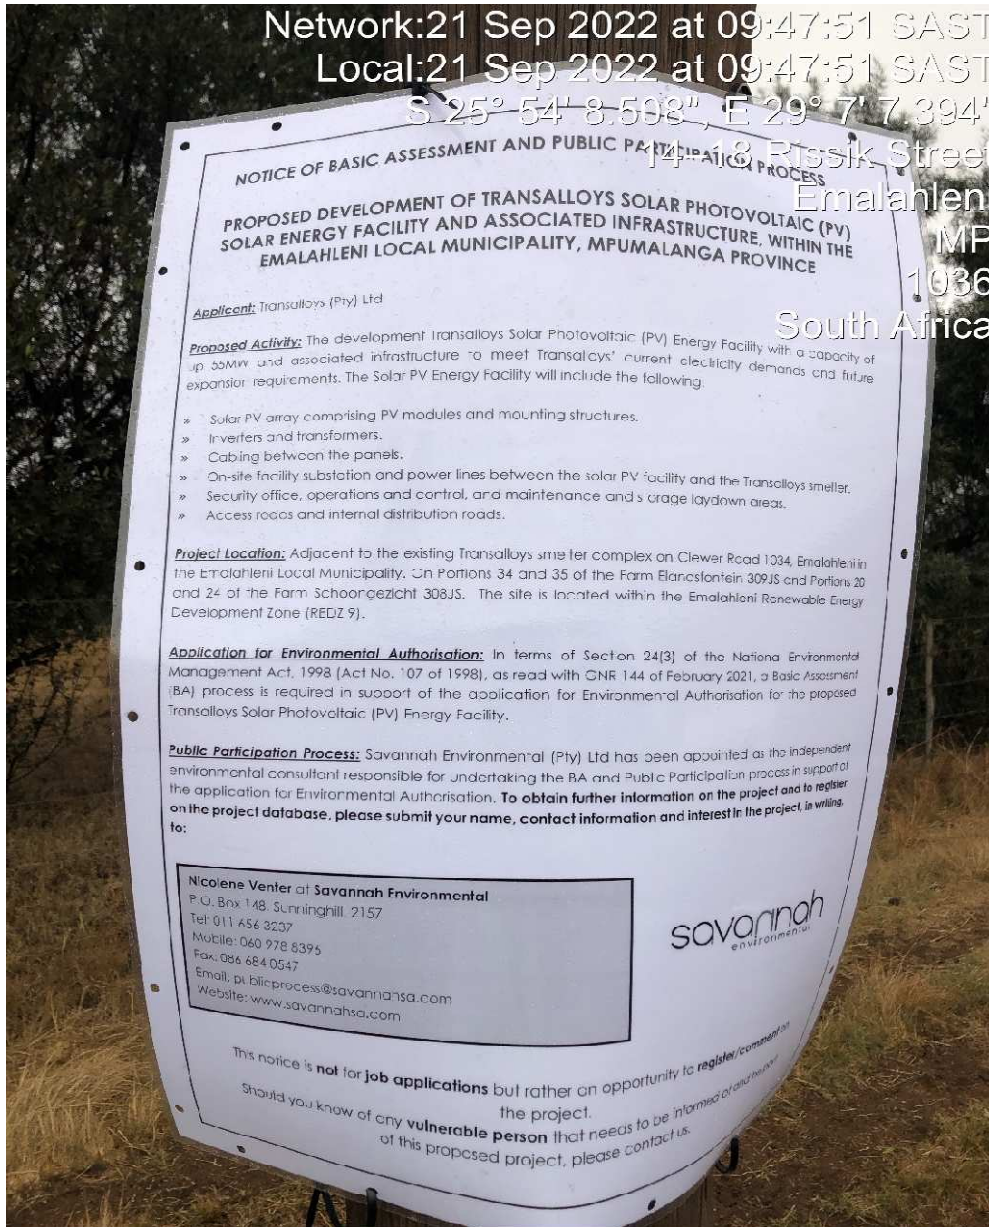 Network:21 Sep 2022 at 09:47:51 SAST
Local:21 Sep 2022 at 09:47:51 SAST
S 25° 54' 8.508", E 29° 7' 7.394"
14–18 Rissik Street
Emalahleni
MP
1036
South Africa
NOTICE OF BASIC ASSESSMENT AND PUBLIC PARTICIPATION PROCESS
PROPOSED DEVELOPMENT OF TRANSALLOYS SOLAR PHOTOVOLTAIC (PV)
SOLAR ENERGY FACILITY AND ASSOCIATED INFRASTRUCTURE, WITHIN THE
EMALAHLENI LOCAL MUNICIPALITY, MPUMALANGA PROVINCE
Applicant: Transalloys (Pty) Ltd
Proposed Activity: The development Transalloys Solar Photovoltaic (PV) Energy Facility with a capacity of
up 55MW and associated infrastructure to meet Transalloys' current electricity demands and future
expansion requirements. The Solar PV Energy Facility will include the following:
» Solar PV array comprising PV modules and mounting structures.
» Inverters and transformers.
» Cabling between the panels.
» On-site facility substation and power lines between the solar PV facility and the Transalloys smelter.
» Security office, operations and control, and maintenance and storage laydown areas.
» Access roads and internal distribution roads.
Project Location: Adjacent to the existing Transalloys smelter complex on Clewer Road 1034, Emalahleni in
the Emalahleni Local Municipality. On Portions 34 and 35 of the Farm Elandsfontein 309JS and Portions 20
and 24 of the Farm Schoongezicht 308JS. The site is located within the Emalahleni Renewable Energy
Development Zone (REDZ 9).
Application for Environmental Authorisation: In terms of Section 24(3) of the National Environmental
Management Act, 1998 (Act No. 107 of 1998), as read with GNR 144 of February 2021, a Basic Assessment
(BA) process is required in support of the application for Environmental Authorisation for the proposed
Transalloys Solar Photovoltaic (PV) Energy Facility.
Public Participation Process: Savannah Environmental (Pty) Ltd has been appointed as the independent
environmental consultant responsible for undertaking the BA and Public Participation process in support of
the application for Environmental Authorisation. To obtain further information on the project and to register
on the project database, please submit your name, contact information and interest in the project, in writing,
to:
Nicolene Venter at Savannah Environmental
P.O. Box 148, Sunninghill, 2157
Tel: 011 656 3237
Mobile: 060 978 8396
Fax: 086 684 0547
Email: publicprocess@savannahsa.com
Website: www.savannahsa.com
savannah
environmental
This notice is not for job applications but rather an opportunity to register/comment on
the project.
Should you know of any vulnerable person that needs to be informed of and be part
of this proposed project, please contact us.